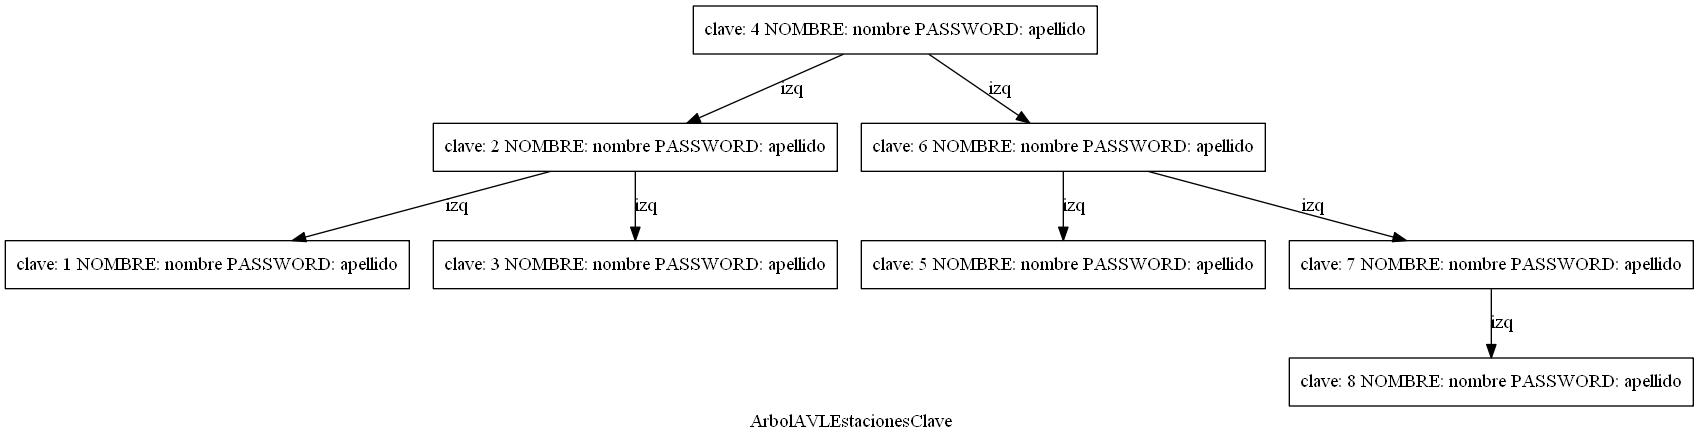 clave: 4 NOMBRE: nombre PASSWORD: apellido
izq
izq
clave: 2 NOMBRE: nombre PASSWORD: apellido
clave: 6 NOMBRE: nombre PASSWORD: apellido
izq
izq
izq
izq
clave: 1 NOMBRE: nombre PASSWORD: apellido
clave: 3 NOMBRE: nombre PASSWORD: apellido
clave: 5 NOMBRE: nombre PASSWORD: apellido
clave: 7 NOMBRE: nombre PASSWORD: apellido
izq
clave: 8 NOMBRE: nombre PASSWORD: apellido
ArbolAVLEstacionesClave